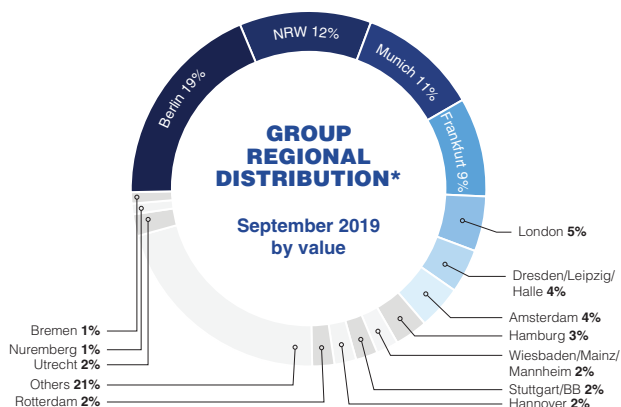 NRW 12%
Munich 11%
Berlin 19%
Frankfurt 9%
GROUP
REGIONAL
DISTRIBUTION*
September 2019
by value
London 5%
Dresden/Leipzig/
Halle 4%
Amsterdam 4%
Hamburg 3%
Wiesbaden/Mainz/
Mannheim 2%
Stuttgart/BB 2%
Hannover 2%
Bremen 1%
Nuremberg 1%
Utrecht 2%
Others 21%
Rotterdam 2%